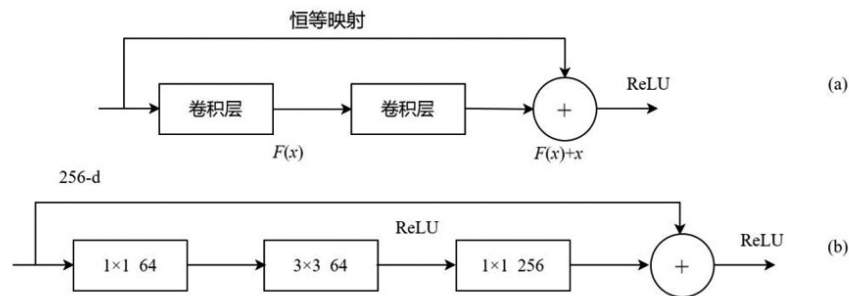 恒等映射
ReLU
(a)
卷积层
卷积层
+
F(x)
F(x)+x
256-d
ReLU
ReLU
(b)
1×1 64
3×3 64
1×1 256
+